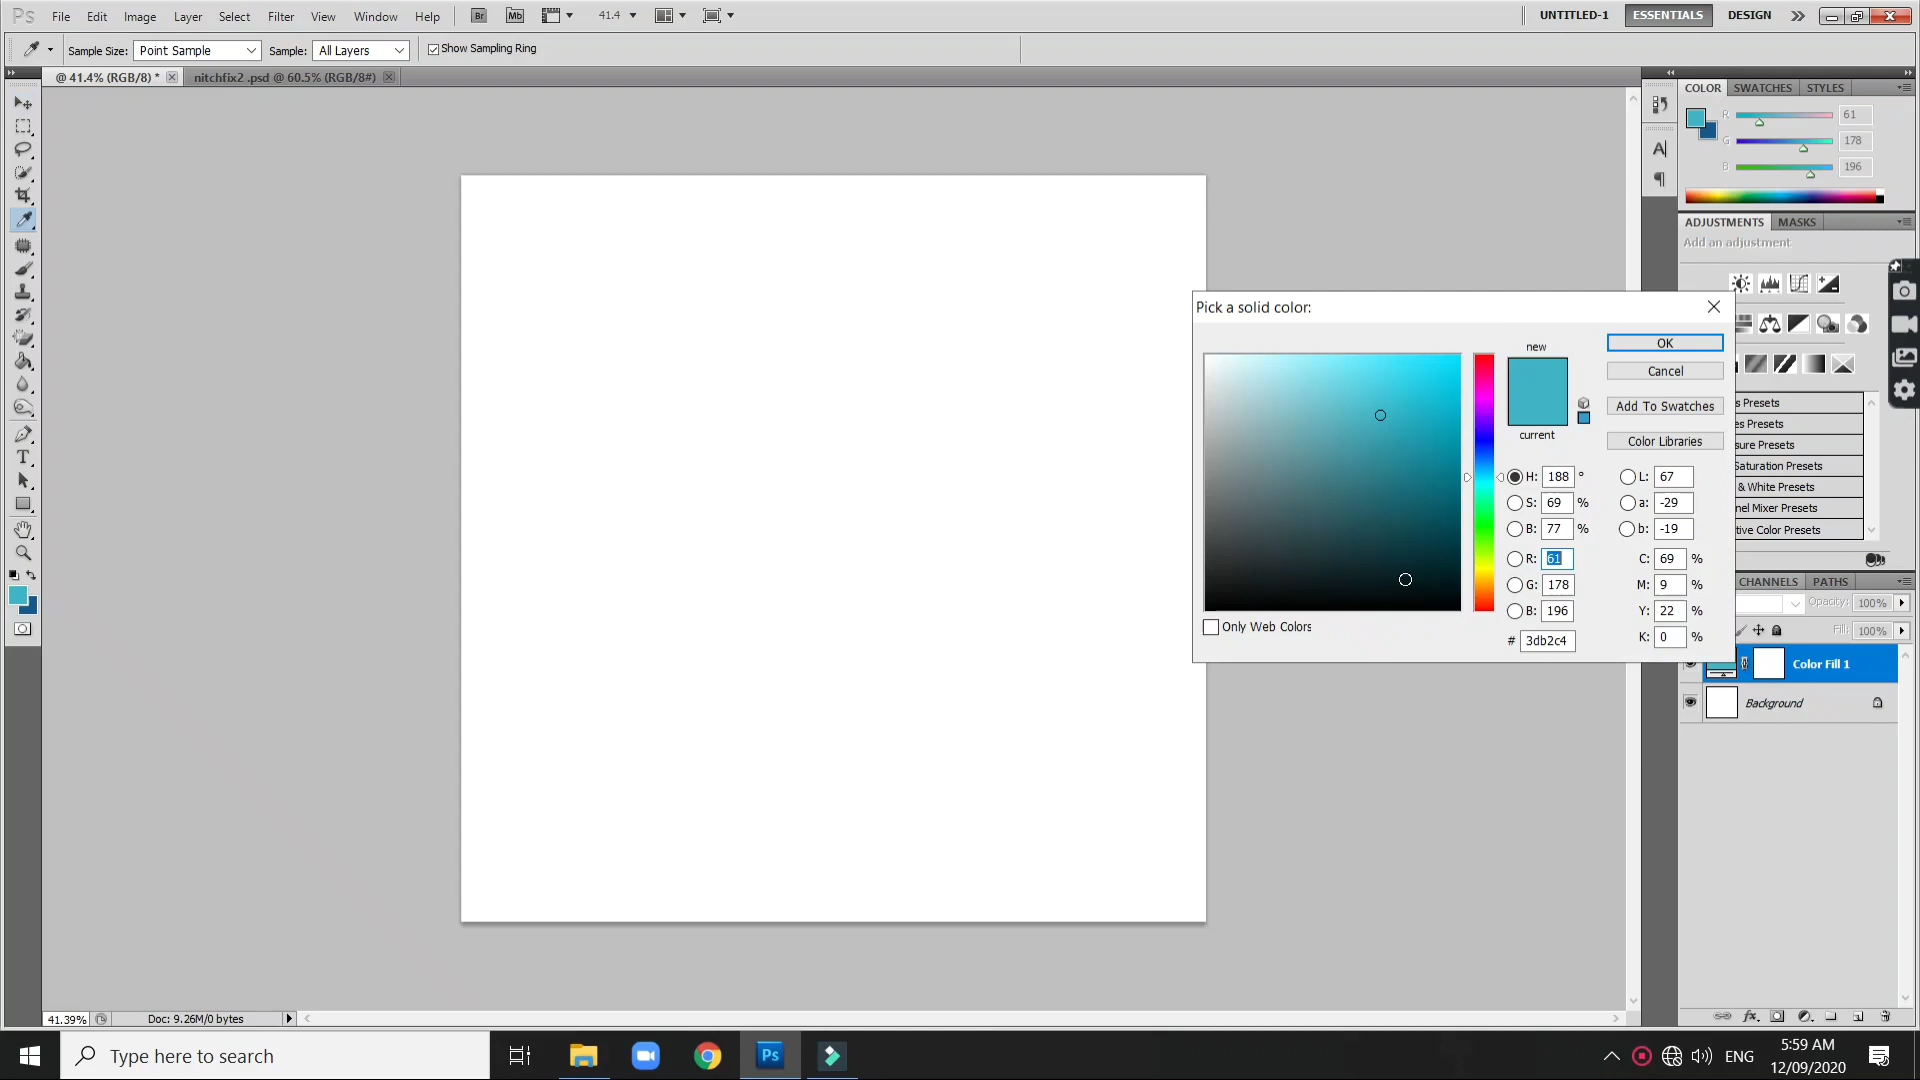 Ps File Edit Image Layer Select Filter View Window Help Br Mb 41.4 UNTITLED-1 ESSENTIALS DESIGN
Sample Size: Point Sample Sample: All Layers Show Sampling Ring
@ 41.4% (RGB/8) * nitchfix2 .psd @ 60.5% (RGB/8#)
COLOR SWATCHES STYLES
R 61
G 178
B 196
ADJUSTMENTS MASKS
Add an adjustment
Pick a solid color:
new
OK
Cancel
Add To Swatches
current
Color Libraries
H: 188 ° L: 67
S: 69 % a: -29
B: 77 % b: -19
R: 61 C: 69 %
G: 178 M: 9 %
B: 196 Y: 22 %
# 3db2c4 K: 0 %
Only Web Colors
s Presets
es Presets
sure Presets
Saturation Presets
& White Presets
nel Mixer Presets
tive Color Presets
CHANNELS PATHS
Opacity: 100%
Fill: 100%
Color Fill 1
Background
T
41.39% Doc: 9.26M/0 bytes
Type here to search
Ps
ENG
5:59 AM
12/09/2020